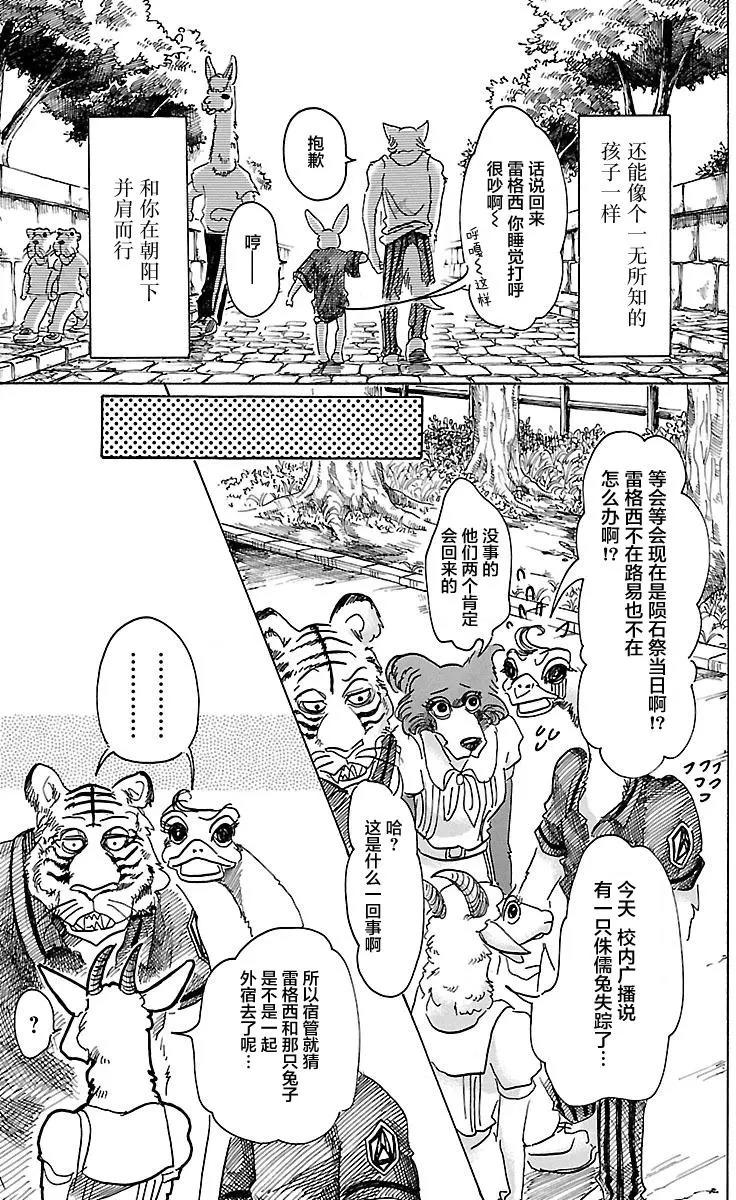 还能像个一无所知的
孩子一样
话说回来
雷格西 你睡觉打呼
很吵啊
呼嘎~这样
抱歉
哼——
和你在朝阳下
并肩而行
等会等会现在是陨石祭当日啊!?
雷格西不在路易也不在
怎么办!?
没事的
他们两个肯定
会回来的
フフフフ
今天 校内广播说
有一只侏儒兔失踪了…
哈?
这是什么一回事啊
所以宿管就猜
雷格西和那只兔子
是不是一起
外宿去了呢…
?
………
………